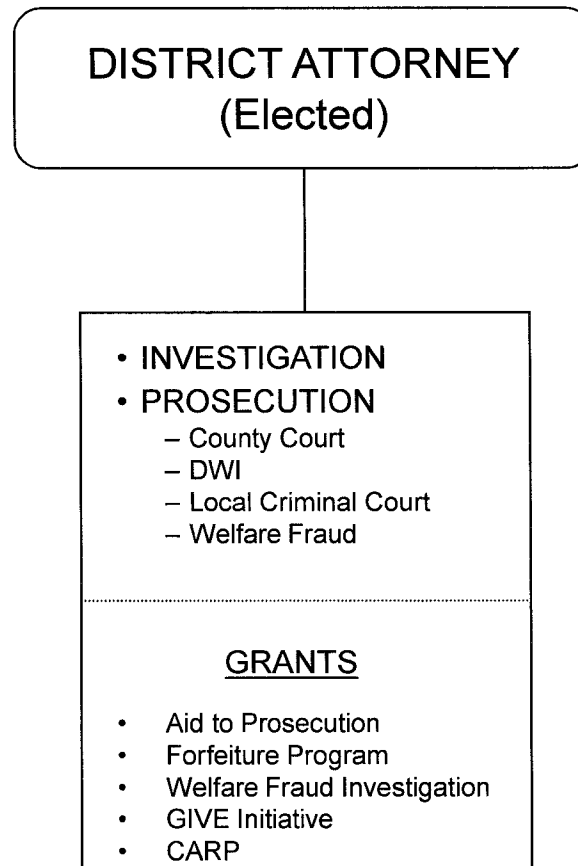 DISTRICT ATTORNEY
(Elected)
• INVESTIGATION
• PROSECUTION
– County Court
– DWI
– Local Criminal Court
– Welfare Fraud
GRANTS
• Aid to Prosecution
• Forfeiture Program
• Welfare Fraud Investigation
• GIVE Initiative
• CARP